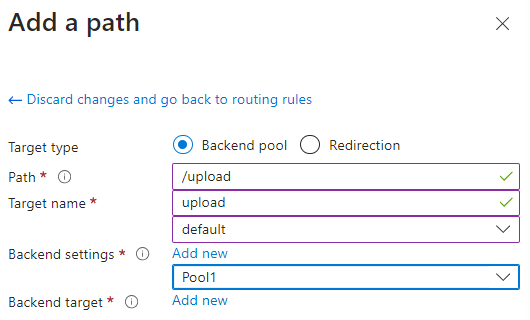 Add a path
← Discard changes and go back to routing rules
Target type Backend pool Redirection
Path * /upload
Target name * upload
default
Backend settings * Add new
Pool1
Backend target * Add new